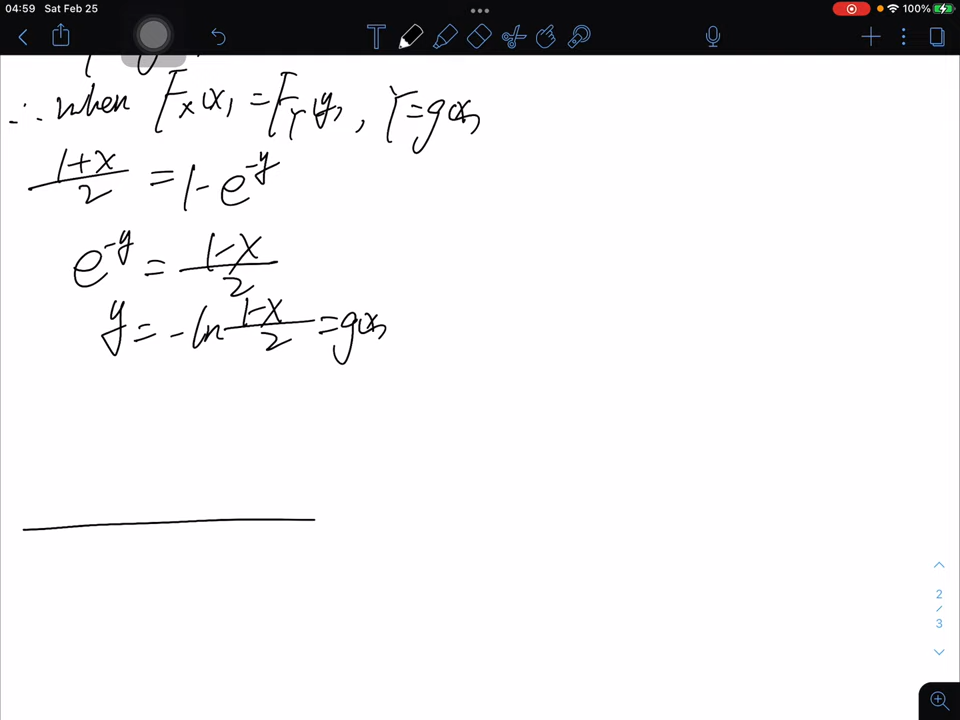 04:59 Sat Feb 25
100%
∴ when Fx(x) = FY(y), Y=g(x)
(1+x)/2 = 1-e^-y
e^-y = (1-x)/2
y = -ln (1-x)/2 = g(x)
2/3